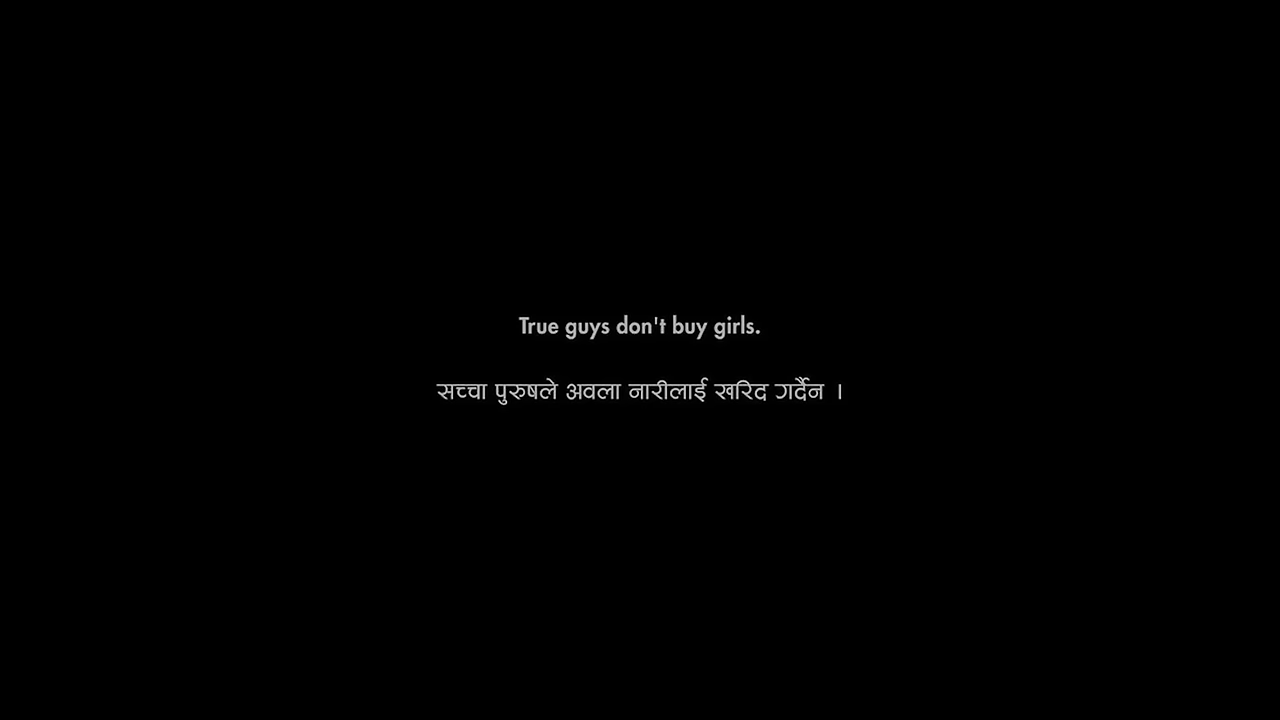 True guys don't buy girls.
सच्चा पुरुषले अवला नारीलाई खरिद गर्दैन ।